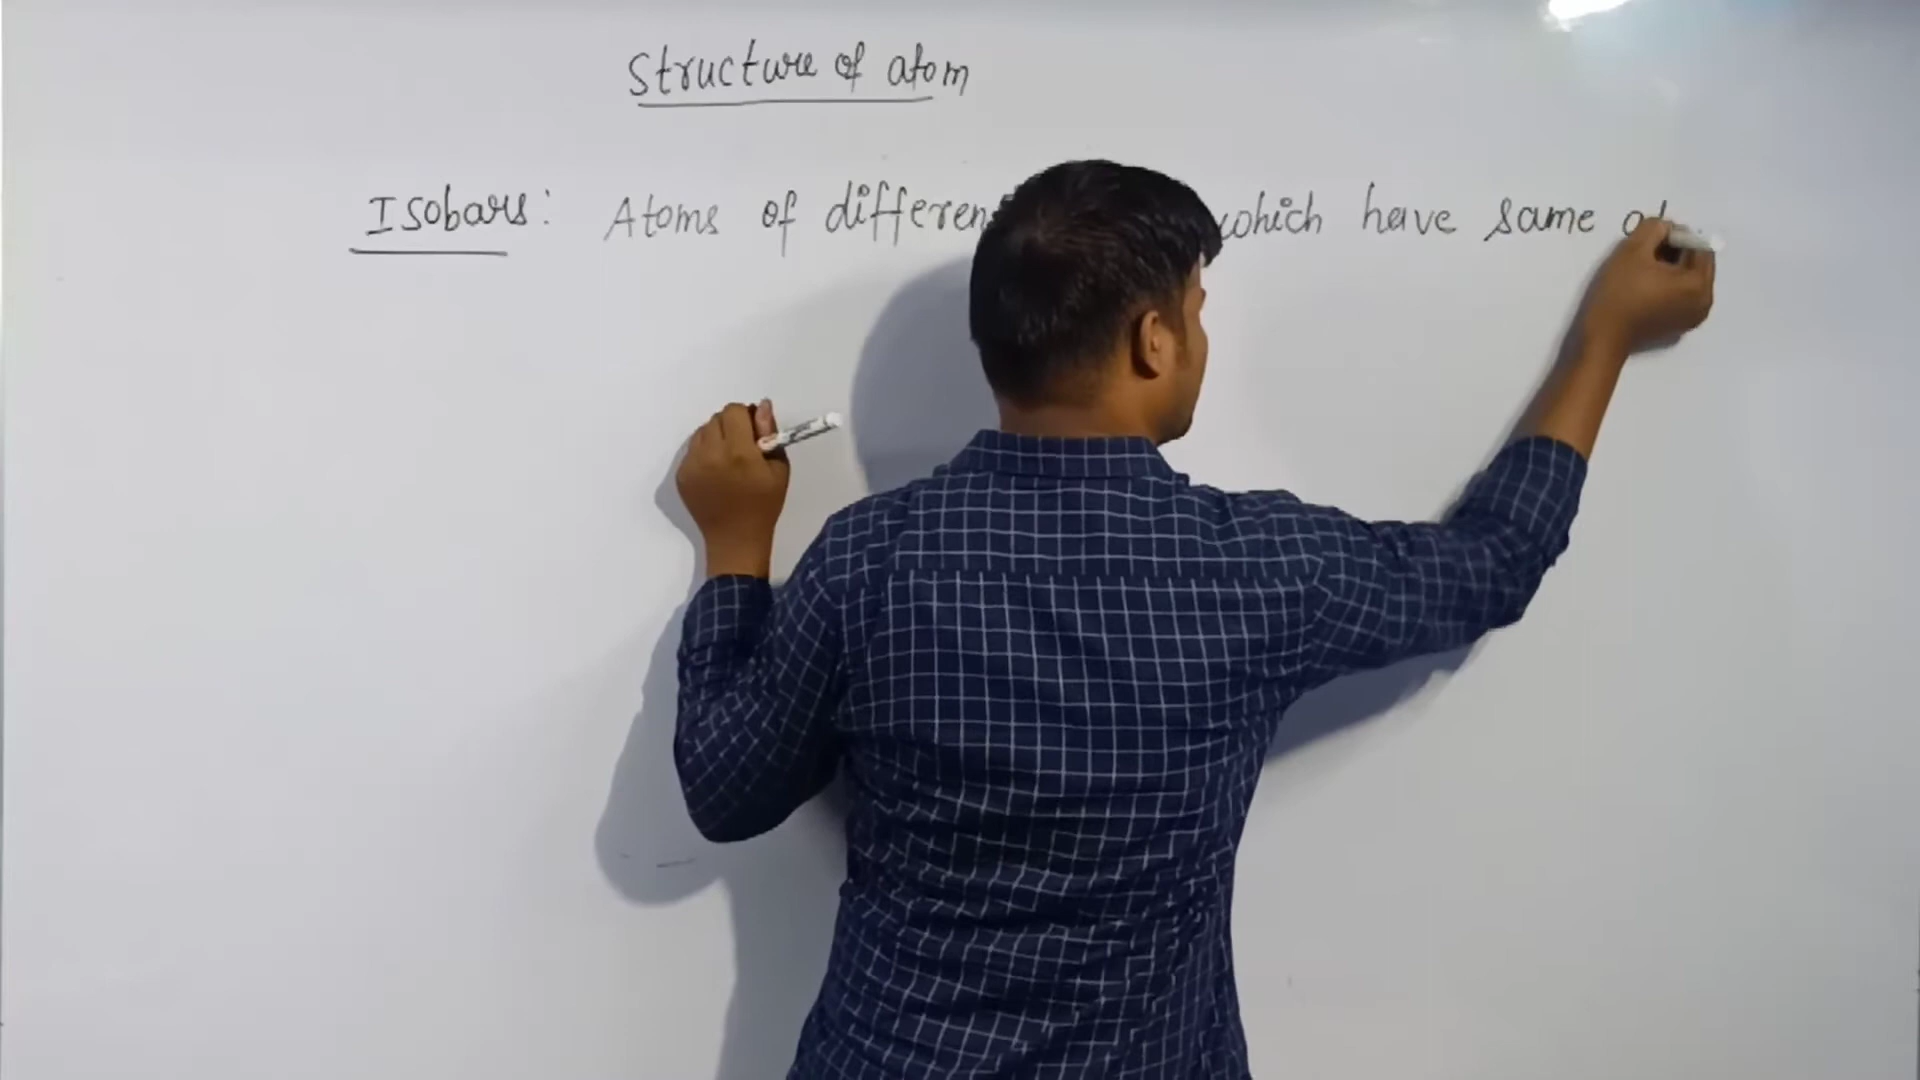 Structure of atom
Isobars: Atoms of differen which have same